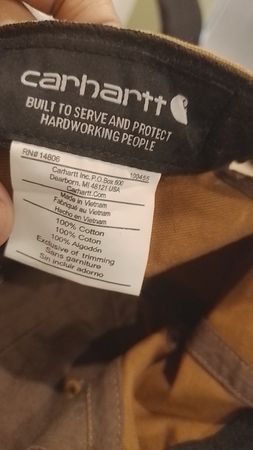 carhartt
BUILT TO SERVE AND PROTECT
HARDWORKING PEOPLE
RN# 14806 100455
Carhartt Inc, P.O.Box 600
Dearborn, MI 48121 USA
Carhartt.Com
Made in Vietnam
Fabriqué au Vietnam
Hecho en Vietnam
100% Cotton
100% Coton
100% Algodón
Exclusive of trimming
Sans garniture
Sin incluir adorno